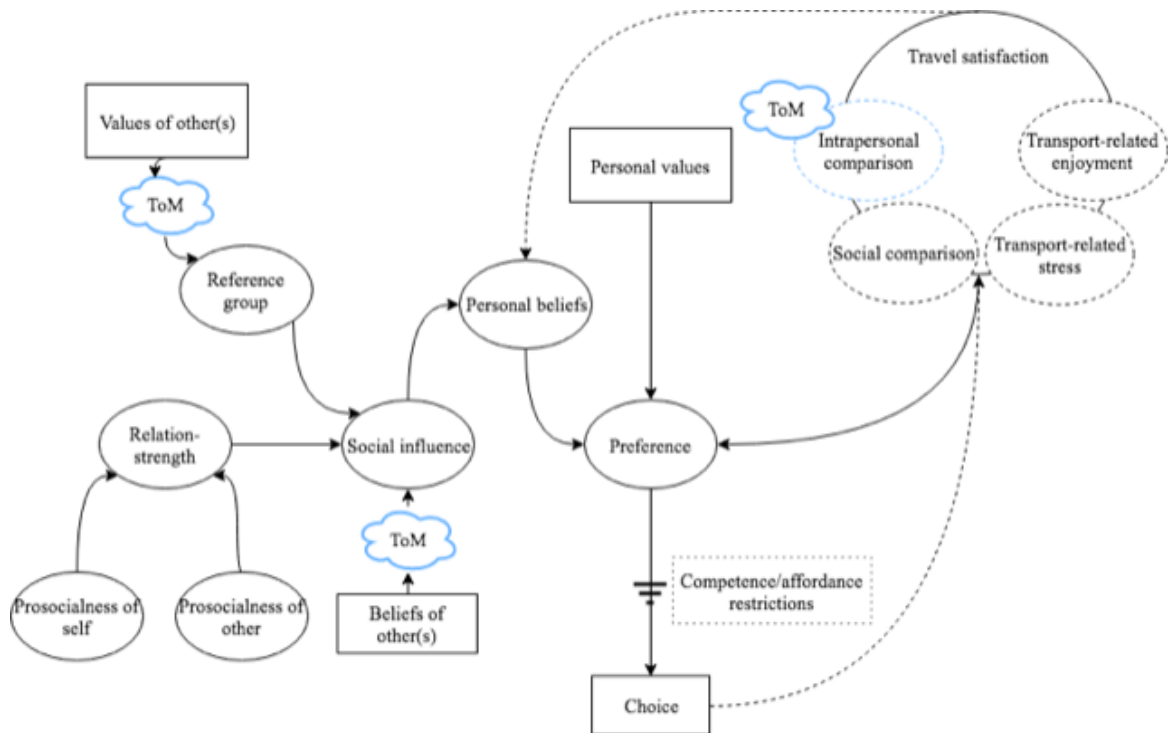 Travel satisfaction
ToM
Values of other(s)
Intrapersonal
comparison
Transport-related
enjoyment
Personal values
ToM
Social comparison
Transport-related
stress
Reference
group
Personal beliefs
Relation-
strength
Social influence
Preference
ToM
Competence/affordance
restrictions
Prosocialness of
self
Prosocialness of
other
Beliefs of
other(s)
Choice